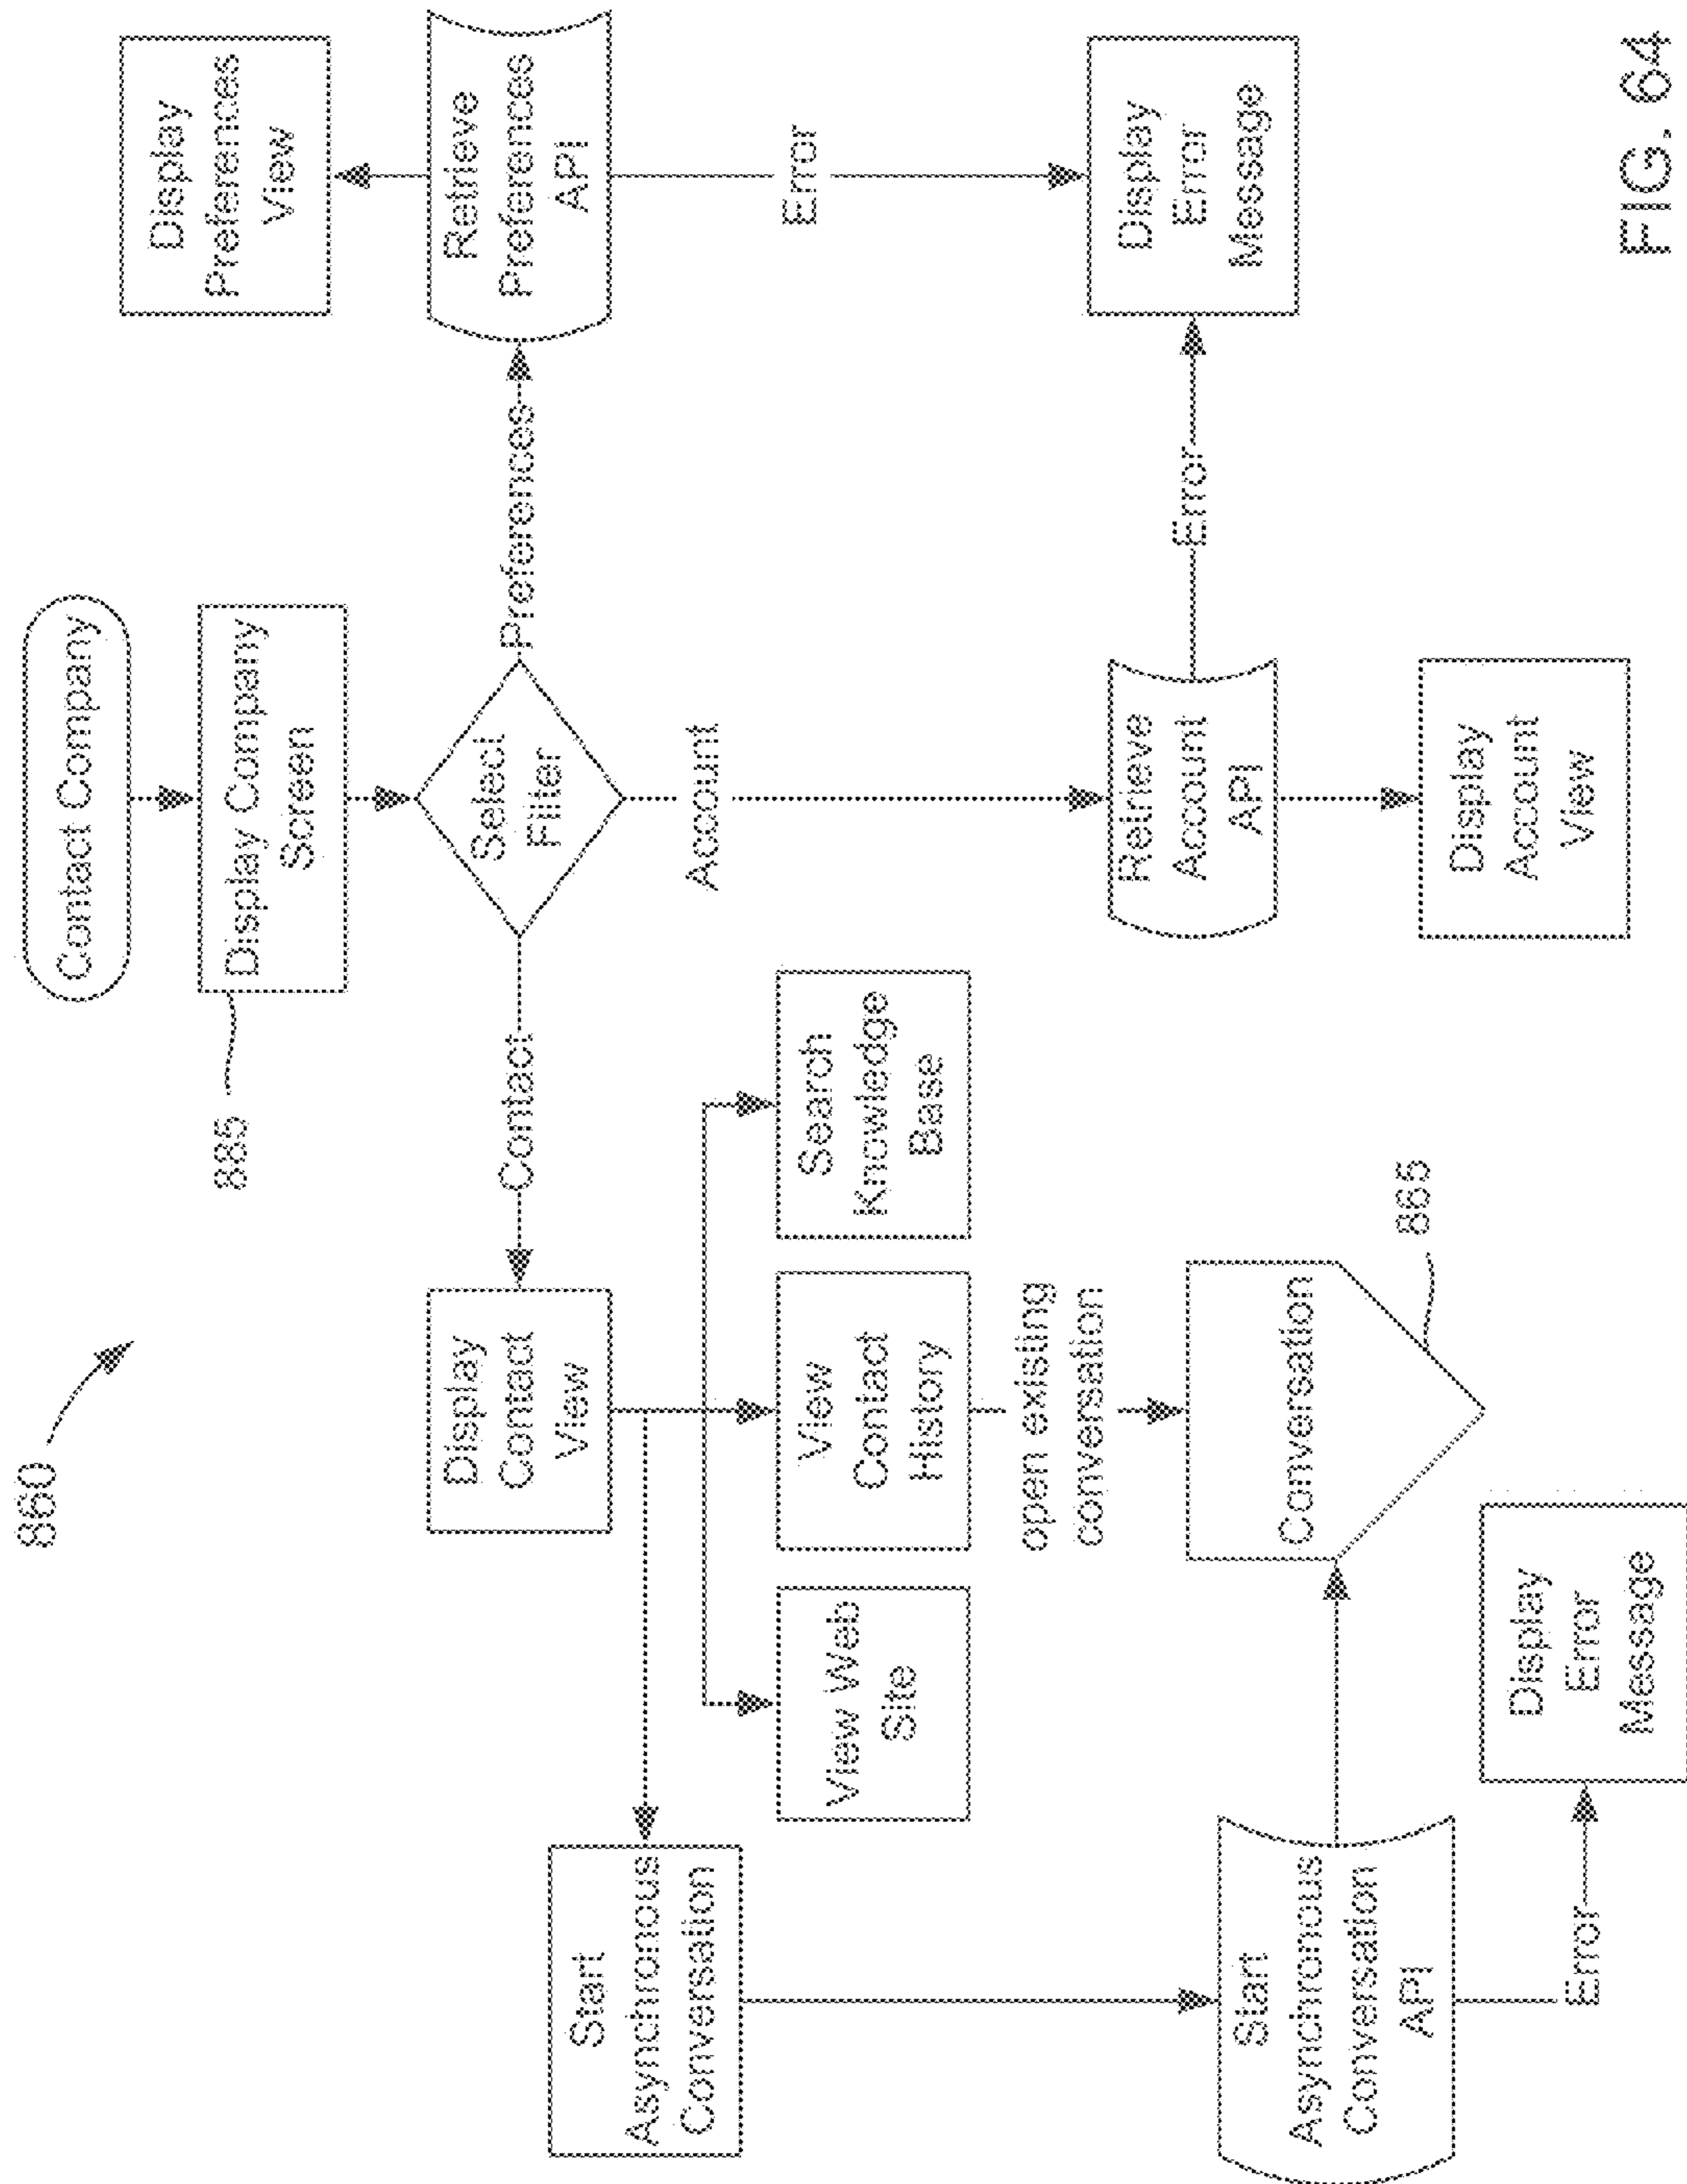 860
Contact Company
885
Display Company
Screen
Select
Filter
Contact
Preferences
Account
Display
Preferences
View
Retrieve
Preferences
API
Error
Display
Error
Message
Display
Contact
View
Start
Asynchronous
Conversation
View Web
Site
View
Contact
History
Search
Knowledge
Base
open existing
conversation
Conversation
865
Start
Asynchronous
Conversation
API
Error
Display
Error
Message
Retrieve
Account
API
Error
Display
Account
View
FIG. 64